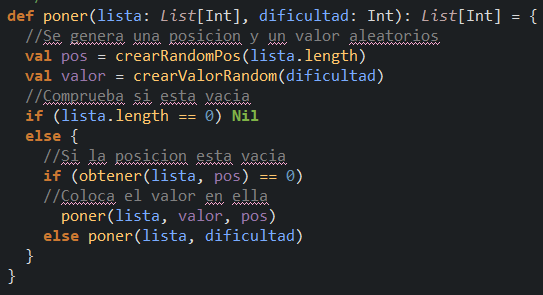 def poner(lista: List[Int], dificultad: Int): List[Int] = {
  //Se genera una posicion y un valor aleatorios
  val pos = crearRandomPos(lista.length)
  val valor = crearValorRandom(dificultad)
  //Comprueba si esta vacia
  if (lista.length == 0) Nil
  else {
    //Si la posicion esta vacia
    if (obtener(lista, pos) == 0)
    //Coloca el valor en ella
      poner(lista, valor, pos)
    else poner(lista, dificultad)
  }
}